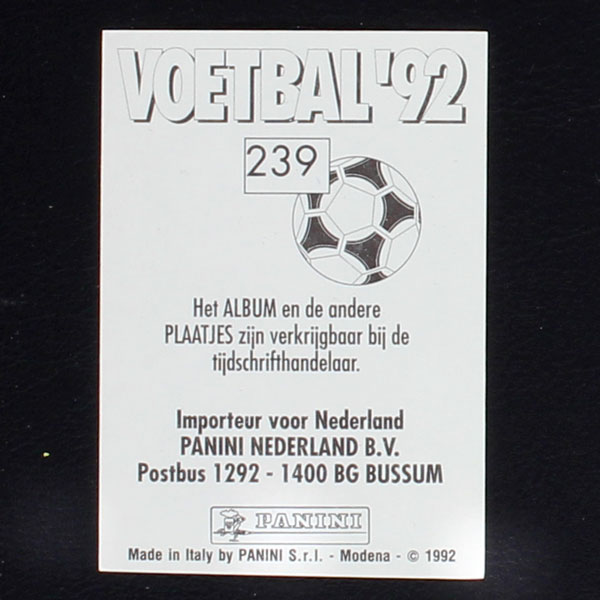 VOETBAL '92
239
Het ALBUM en de andere
PLAATJES zijn verkrijgbaar bij de
tijdschrifthandelaar.
Importeur voor Nederland
PANINI NEDERLAND B.V.
Postbus 1292 - 1400 BG BUSSUM
PANINI
Made in Italy by PANINI S.r.l. - Modena - © 1992